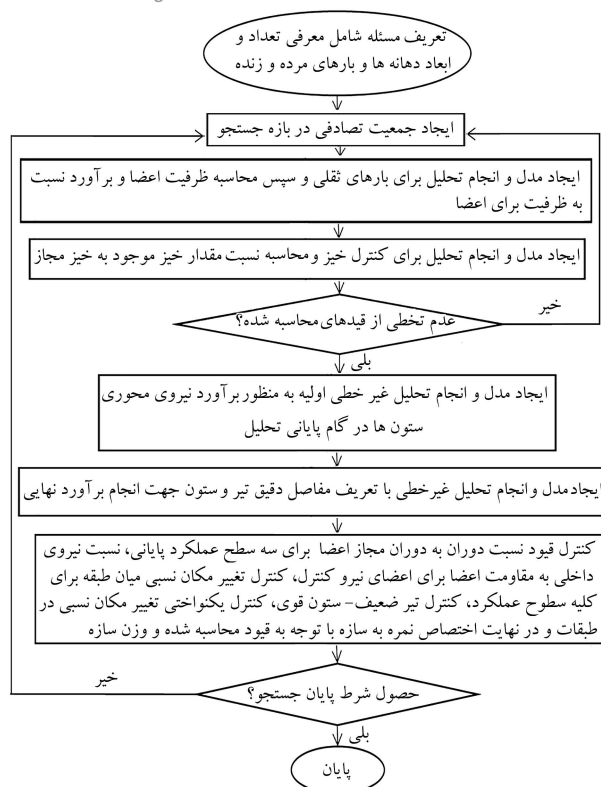 تعریف مسئله شامل معرفی تعداد و
ابعاد دهانه ها و بارهای مرده و زنده
ایجاد جمعیت تصادفی در بازه جستجو
ایجاد مدل و انجام تحلیل برای بارهای ثقلی و سپس محاسبه ظرفیت اعضا و برآورد نسبت
به ظرفیت برای اعضا
ایجاد مدل و انجام تحلیل برای کنترل خیز و محاسبه نسبت مقدار خیز موجود به خیز مجاز
عدم تخطی از قیدهای محاسبه شده؟
خیر
بلی
ایجاد مدل و انجام تحلیل غیر خطی اولیه به منظور برآورد نیروی محوری
ستون ها در گام پایانی تحلیل
ایجاد مدل و انجام تحلیل غیرخطی با تعریف مفاصل دقیق تیر و ستون جهت انجام برآورد نهایی
کنترل قیود نسبت دوران به دوران مجاز اعضا برای سه سطح عملکرد پایانی، نسبت نیروی
داخلی به مقاومت اعضا برای اعضای نیرو کنترل، کنترل تغییر مکان نسبی میان طبقه برای
کلیه سطوح عملکرد، کنترل تیر ضعیف- ستون قوی، کنترل یکنواختی تغییر مکان نسبی در
طبقات و در نهایت اختصاص نمره به سازه با توجه به قیود محاسبه شده و وزن سازه
خیر
حصول شرط پایان جستجو؟
بلی
پایان